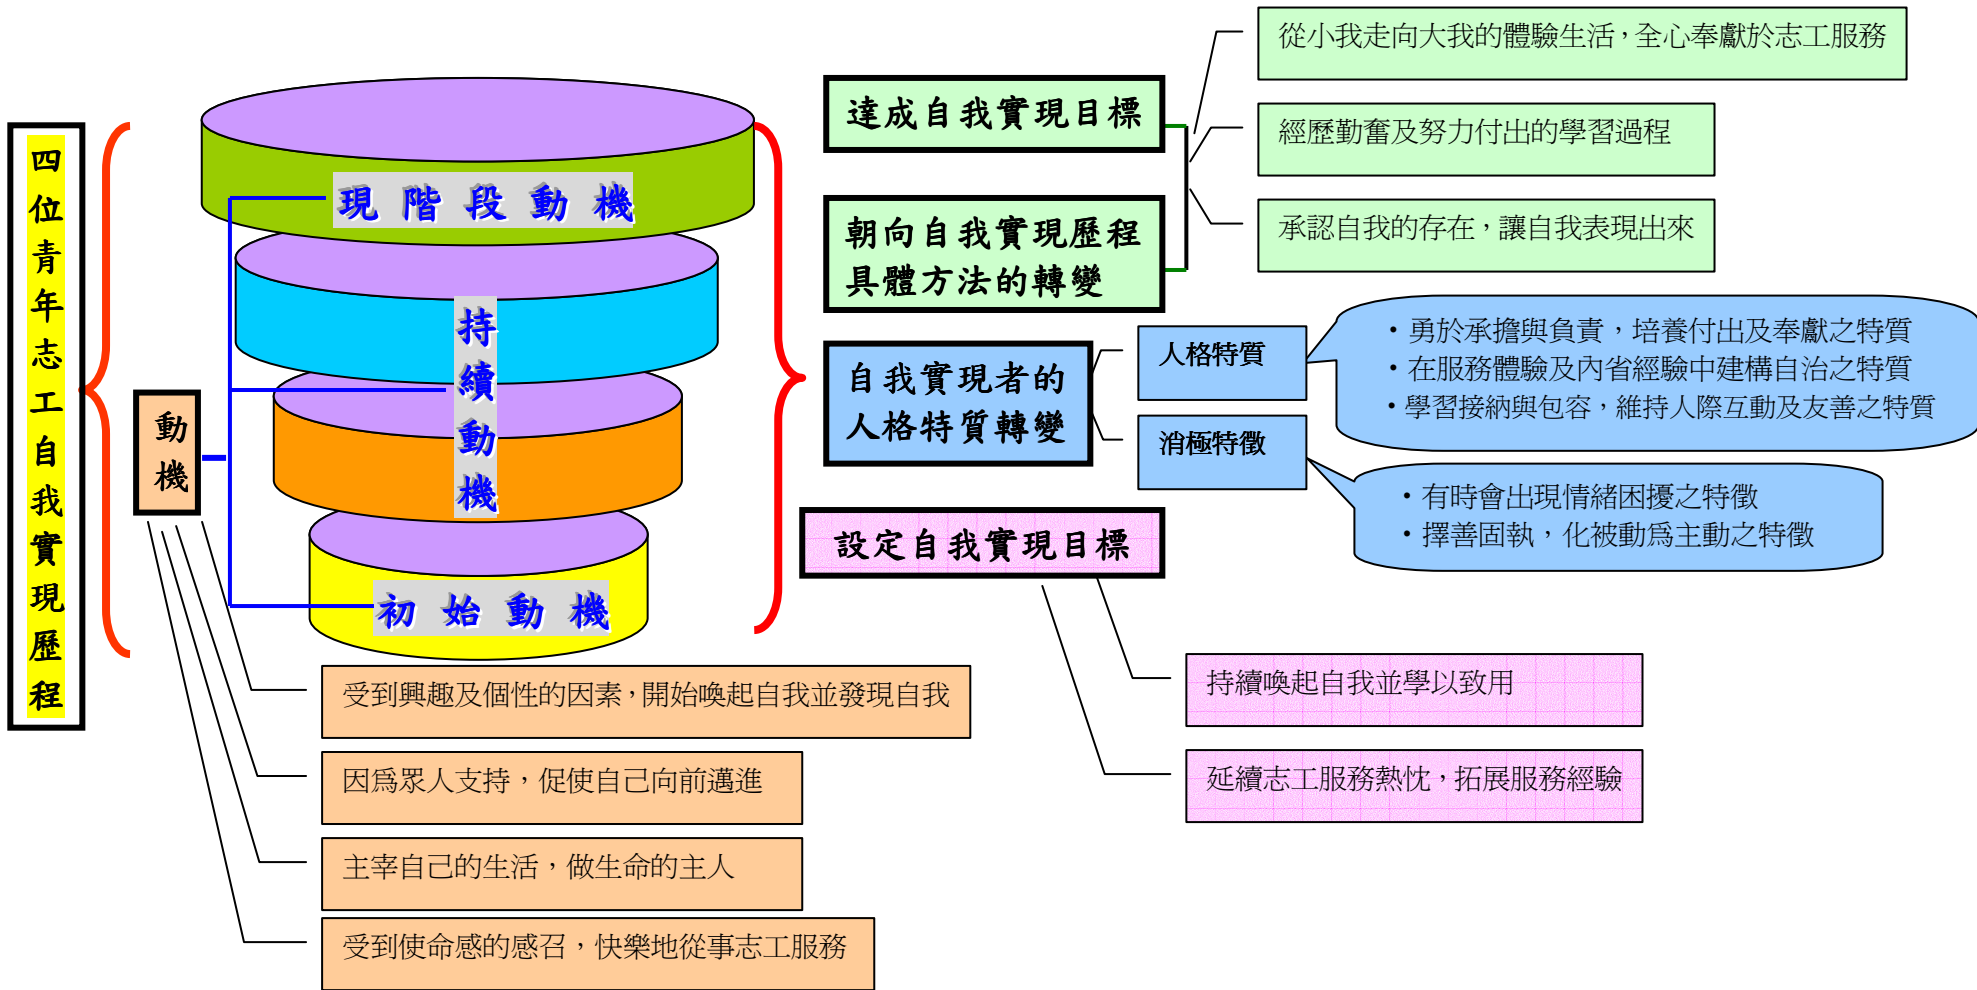 四位青年志工自我實現歷程
動機
現階段動機
持續動機
初始動機
受到興趣及個性的因素，開始喚起自我並發現自我
因為眾人支持，促使自己向前邁進
主宰自己的生活，做生命的主人
受到使命感的感召，快樂地從事志工服務
達成自我實現目標
朝向自我實現歷程
具體方法的轉變
從小我走向大我的體驗生活，全心奉獻於志工服務
經歷勤奮及努力付出的學習過程
承認自我的存在，讓自我表現出來
自我實現者的
人格特質轉變
人格特質
・勇於承擔與負責，培養付出及奉獻之特質
・在服務體驗及內省經驗中建構自治之特質
・學習接納與包容，維持人際互動及友善之特質
消極特徵
・有時會出現情緒困擾之特徵
・擇善固執，化被動為主動之特徵
設定自我實現目標
持續喚起自我並學以致用
延續志工服務熱忱，拓展服務經驗